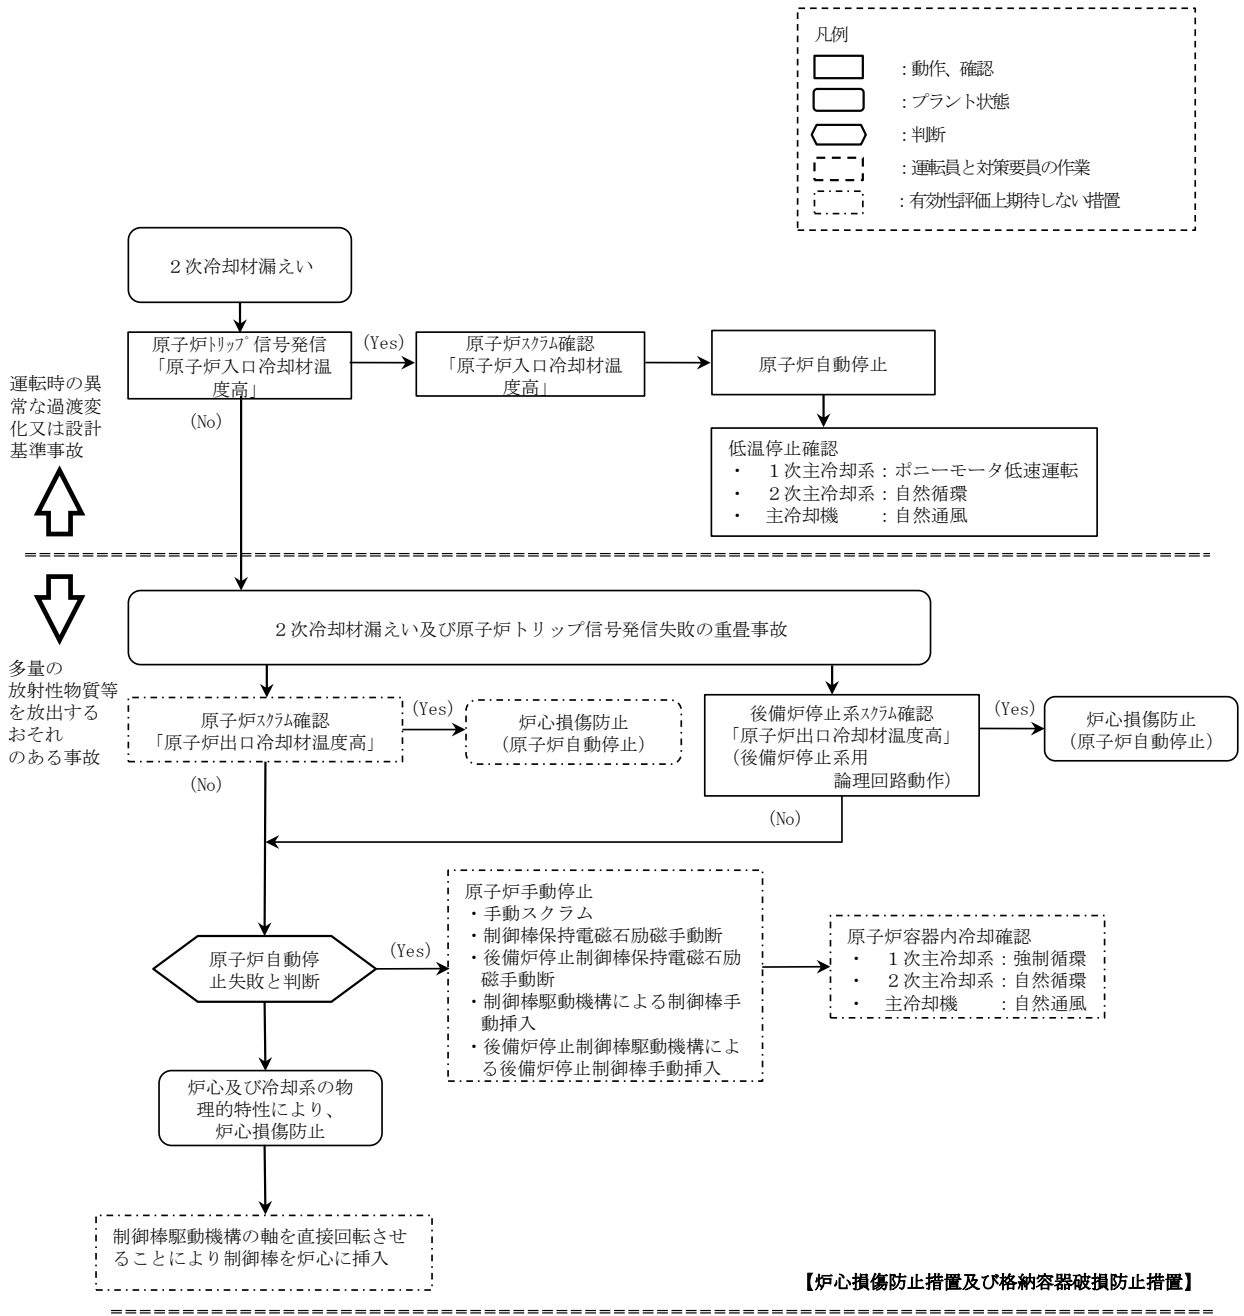 凡例
：動作、確認
：プラント状態
：判断
：運転員と対策要員の作業
：有効性評価上期待しない措置
２次冷却材漏えい
原子炉ﾄﾘｯﾌﾟ信号発信
「原子炉入口冷却材温
度高」
(Yes)
原子炉ｽｸﾗﾑ確認
「原子炉入口冷却材温
度高」
原子炉自動停止
(No)
低温停止確認
・　１次主冷却系：ポニーモータ低速運転
・　２次主冷却系：自然循環
・　主冷却機　　：自然通風
運転時の異
常な過渡変
化又は設計
基準事故
多量の
放射性物質等
を放出する
おそれ
のある事故
２次冷却材漏えい及び原子炉トリップ信号発信失敗の重畳事故
原子炉ｽｸﾗﾑ確認
「原子炉出口冷却材温度高」
(Yes)
炉心損傷防止
（原子炉自動停止）
後備炉停止系ｽｸﾗﾑ確認
「原子炉出口冷却材温度高」
（後備炉停止系用
論理回路動作）
(Yes)
炉心損傷防止
（原子炉自動停止）
(No)
(No)
原子炉自動停
止失敗と判断
(Yes)
原子炉手動停止
・手動スクラム
・制御棒保持電磁石励磁手動断
・後備炉停止制御棒保持電磁石励
磁手動断
・制御棒駆動機構による制御棒手
動挿入
・後備炉停止制御棒駆動機構によ
る後備炉停止制御棒手動挿入
原子炉容器内冷却確認
・　１次主冷却系：強制循環
・　２次主冷却系：自然循環
・　主冷却機　　：自然通風
炉心及び冷却系の物
理的特性により、
炉心損傷防止
制御棒駆動機構の軸を直接回転させ
ることにより制御棒を炉心に挿入
【炉心損傷防止措置及び格納容器破損防止措置】